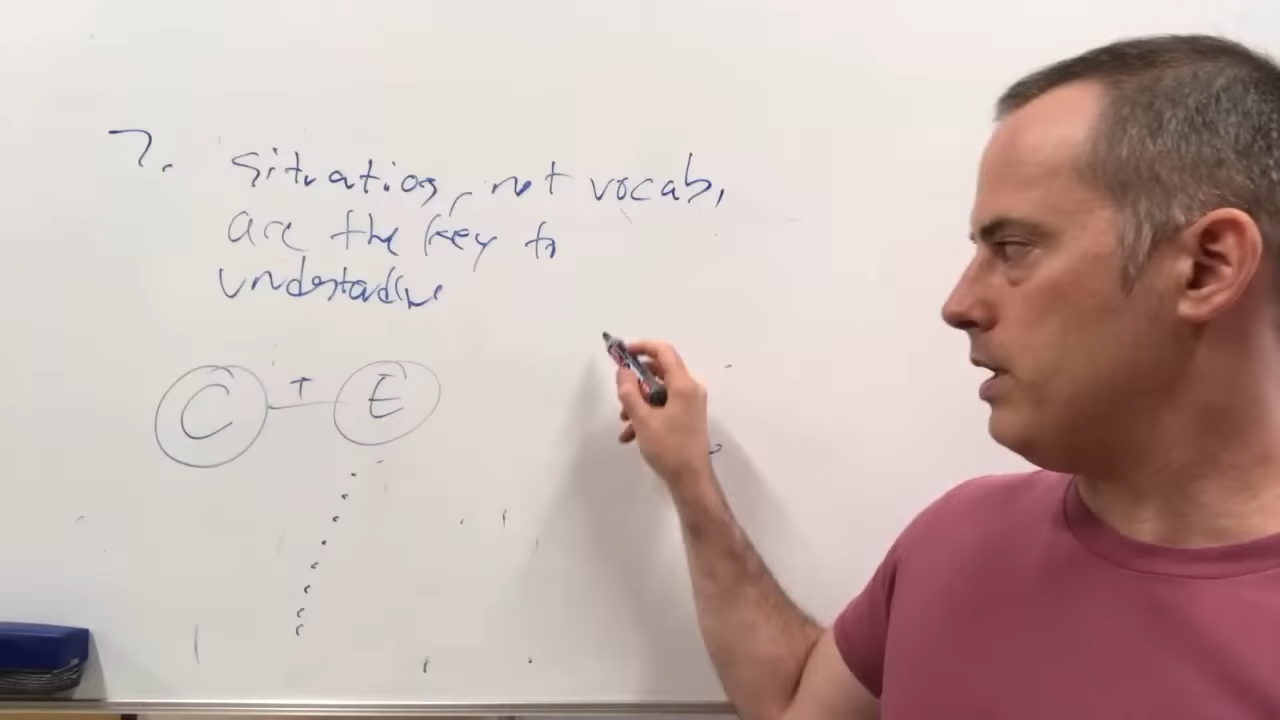 7. Situations, not vocab,
are the key to
understanding
C T E